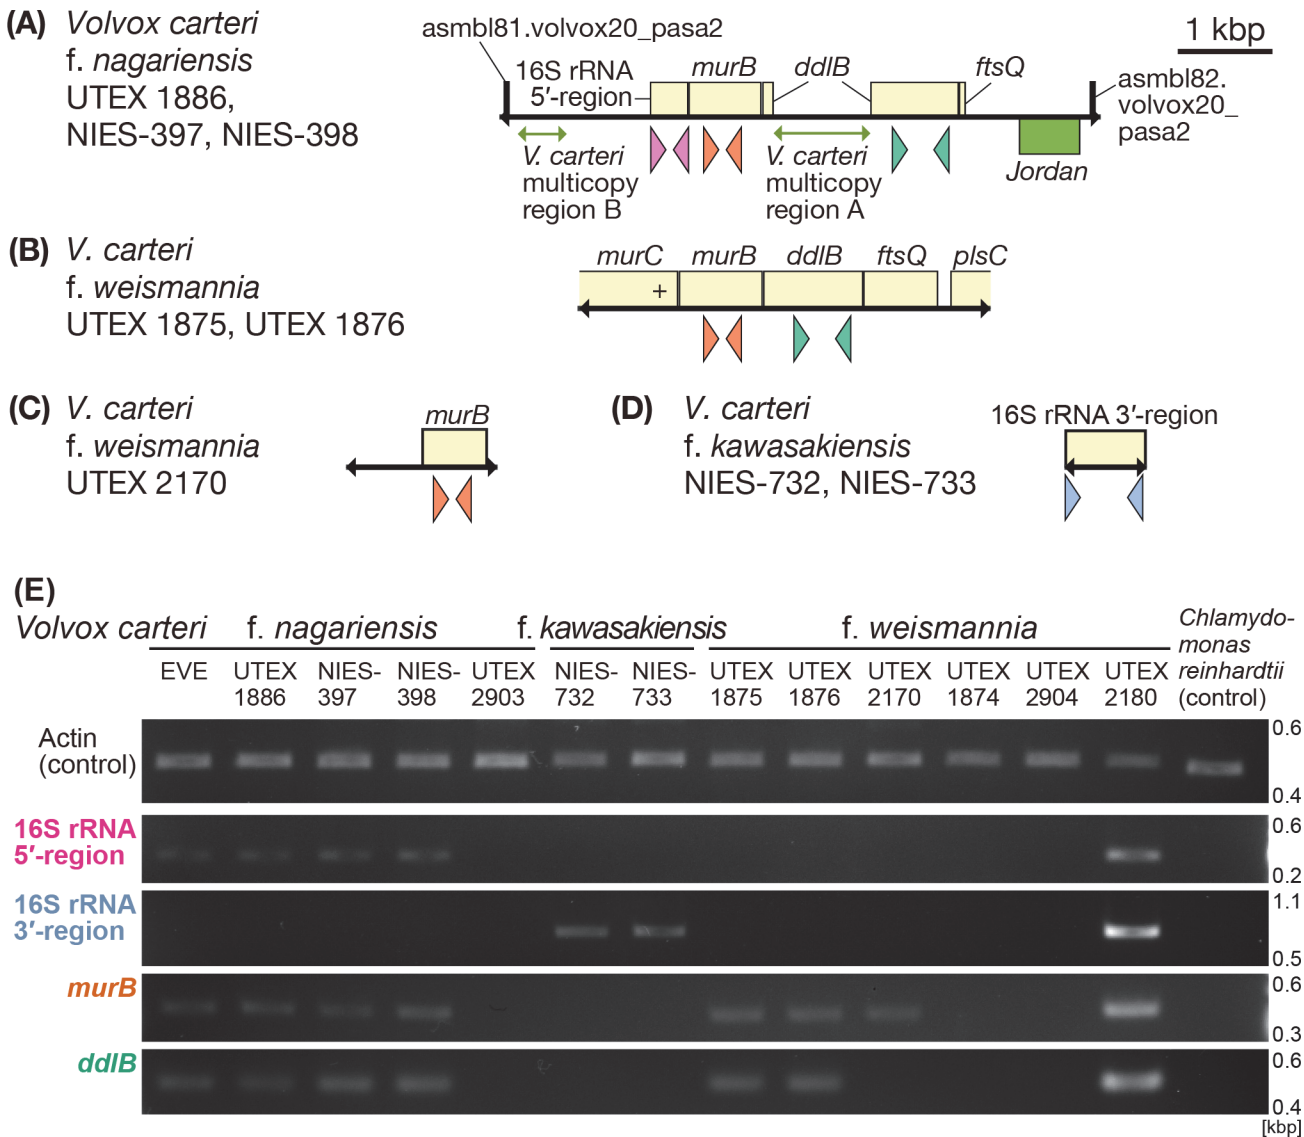 (A) Volvox carteri
f. nagariensis
UTEX 1886,
NIES-397, NIES-398
asmbl81.volvox20_pasa2
1 kbp
16S rRNA
5′-region
murB
ddlB
ftsQ
asmbl82.
volvox20_
pasa2
V. carteri
multicopy
region B
V. carteri
multicopy
region A
Jordan
(B) V. carteri
f. weismannia
UTEX 1875, UTEX 1876
murC murB ddlB ftsQ plsC
+
(C) V. carteri
f. weismannia
UTEX 2170
murB
(D) V. carteri
f. kawasakiensis
NIES-732, NIES-733
16S rRNA 3′-region
(E)
Volvox carteri f. nagariensis f. kawasakiensis f. weismannia
Chlamydo-
monas
reinhardtii
(control)
EVE UTEX NIES- NIES- UTEX NIES- NIES- UTEX UTEX UTEX UTEX UTEX UTEX
1886 397 398 2903 732 733 1875 1876 2170 1874 2904 2180
Actin
(control)
0.6
0.4
16S rRNA
5′-region
0.6
0.2
16S rRNA
3′-region
1.1
0.5
murB
0.6
0.3
ddlB
0.6
0.4
[kbp]